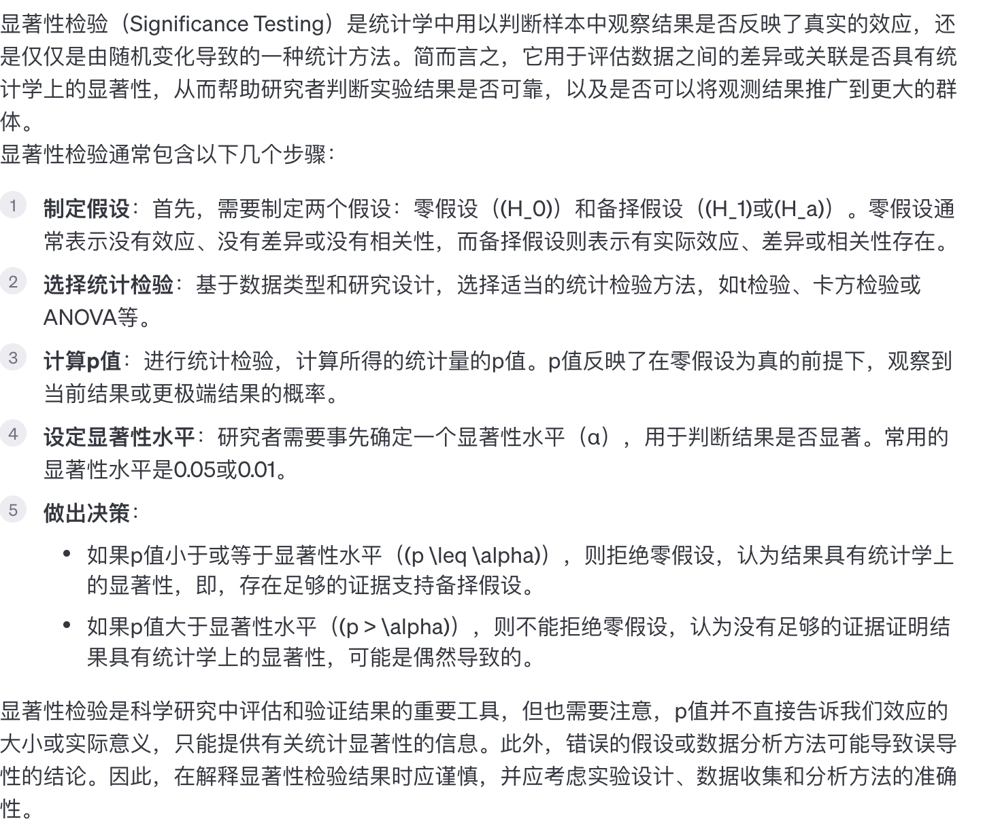 显著性检验（Significance Testing）是统计学中用以判断样本中观察结果是否反映了真实的效应，还
是仅仅是由随机变化导致的一种统计方法。简而言之，它用于评估数据之间的差异或关联是否具有统
计学上的显著性，从而帮助研究者判断实验结果是否可靠，以及是否可以将观测结果推广到更大的群
体。
显著性检验通常包含以下几个步骤：
1 制定假设：首先，需要制定两个假设：零假设（(H_0)）和备择假设（(H_1)或(H_a)）。零假设通
常表示没有效应、没有差异或没有相关性，而备择假设则表示有实际效应、差异或相关性存在。
2 选择统计检验：基于数据类型和研究设计，选择适当的统计检验方法，如t检验、卡方检验或
ANOVA等。
3 计算p值：进行统计检验，计算所得的统计量的p值。p值反映了在零假设为真的前提下，观察到
当前结果或更极端结果的概率。
4 设定显著性水平：研究者需要事先确定一个显著性水平（α），用于判断结果是否显著。常用的
显著性水平是0.05或0.01。
5 做出决策：
• 如果p值小于或等于显著性水平（(p \leq \alpha)），则拒绝零假设，认为结果具有统计学上
的显著性，即，存在足够的证据支持备择假设。
• 如果p值大于显著性水平（(p > \alpha)），则不能拒绝零假设，认为没有足够的证据证明结
果具有统计学上的显著性，可能是偶然导致的。
显著性检验是科学研究中评估和验证结果的重要工具，但也需要注意，p值并不直接告诉我们效应的
大小或实际意义，只能提供有关统计显著性的信息。此外，错误的假设或数据分析方法可能导致误导
性的结论。因此，在解释显著性检验结果时应谨慎，并应考虑实验设计、数据收集和分析方法的准确
性。